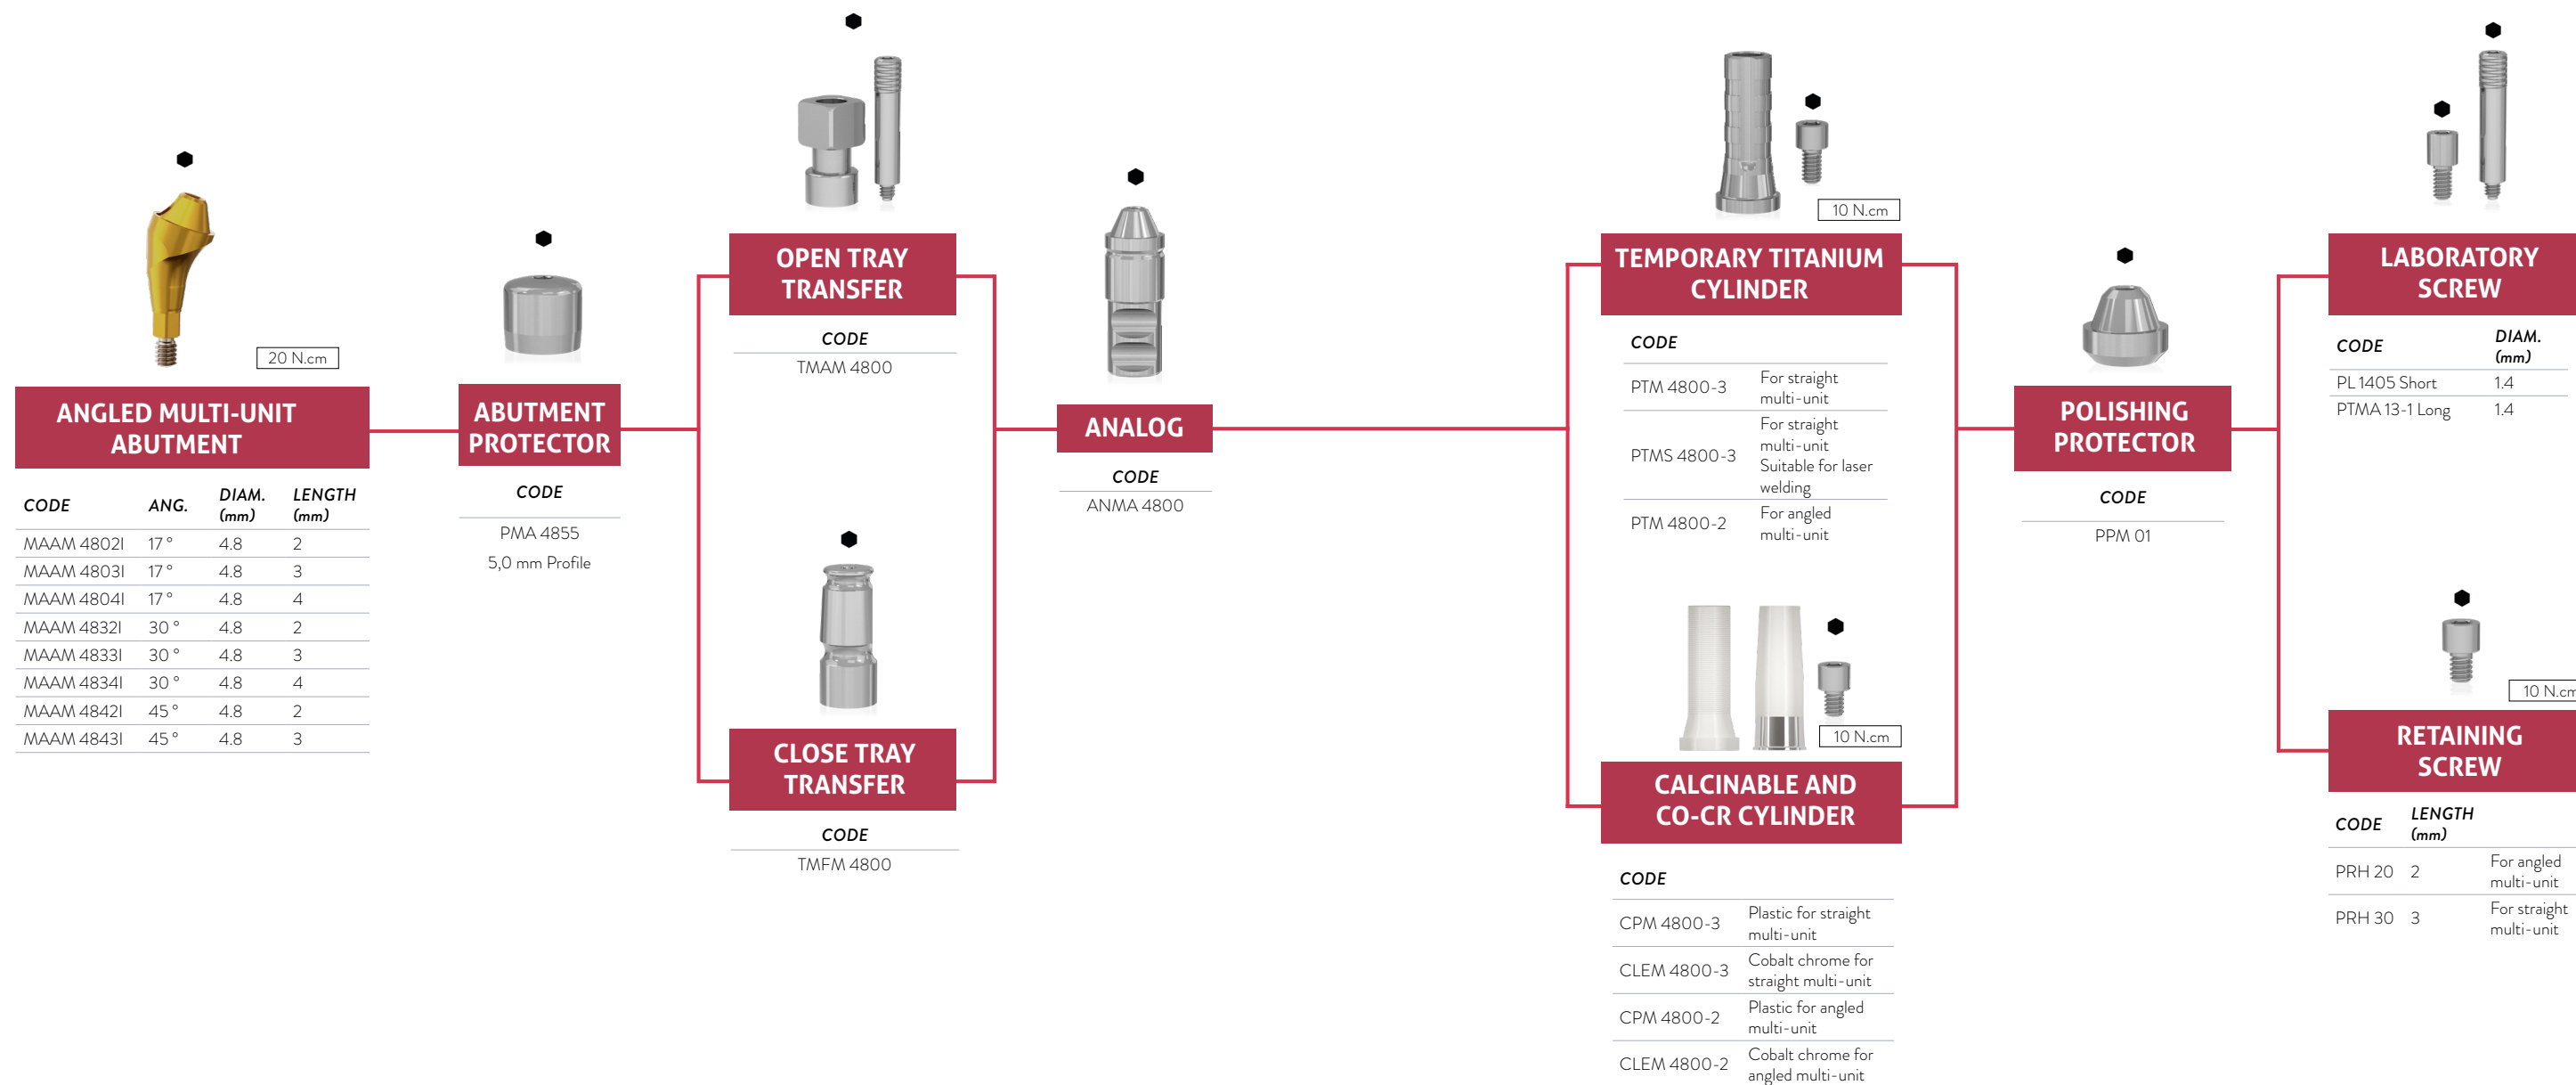 20 N.cm
ANGLED MULTI-UNIT
ABUTMENT
CODE ANG. DIAM. (mm) LENGTH (mm)
MAAM 4802I 17 ° 4.8 2
MAAM 4803I 17 ° 4.8 3
MAAM 4804I 17 ° 4.8 4
MAAM 4832I 30 ° 4.8 2
MAAM 4833I 30 ° 4.8 3
MAAM 4834I 30 ° 4.8 4
MAAM 4842I 45 ° 4.8 2
MAAM 4843I 45 ° 4.8 3
ABUTMENT
PROTECTOR
CODE
PMA 4855
5,0 mm Profile
OPEN TRAY
TRANSFER
CODE
TMAM 4800
CLOSE TRAY
TRANSFER
CODE
TMFM 4800
ANALOG
CODE
ANMA 4800
10 N.cm
TEMPORARY TITANIUM
CYLINDER
CODE
PTM 4800-3 For straight
multi-unit
PTMS 4800-3 For straight
multi-unit
Suitable for laser
welding
PTM 4800-2 For angled
multi-unit
10 N.cm
CALCINABLE AND
CO-CR CYLINDER
CODE
CPM 4800-3 Plastic for straight
multi-unit
CLEM 4800-3 Cobalt chrome for
straight multi-unit
CPM 4800-2 Plastic for angled
multi-unit
CLEM 4800-2 Cobalt chrome for
angled multi-unit
POLISHING
PROTECTOR
CODE
PPM 01
LABORATORY
SCREW
CODE DIAM. (mm)
PL 1405 Short 1.4
PTMA 13-1 Long 1.4
10 N.cm
RETAINING
SCREW
CODE LENGTH (mm)
PRH 20 2 For angled
multi-unit
PRH 30 3 For straight
multi-unit